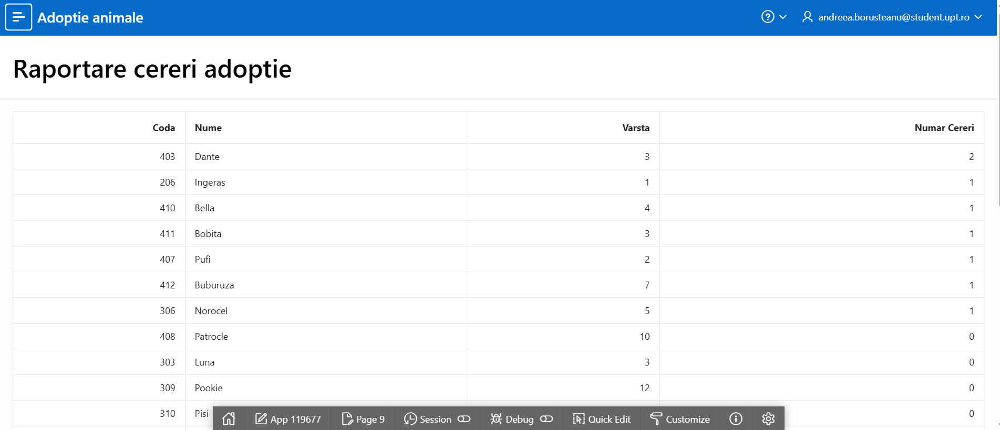 Adoptie animale
? andreea.borusteanu@student.upt.ro
Raportare cereri adoptie
Coda Nume Varsta Numar Cereri
403 Dante 3 2
206 Ingeras 1 1
410 Bella 4 1
411 Bobita 3 1
407 Pufi 2 1
412 Buburuza 7 1
306 Norocel 5 1
408 Patrocle 10 0
303 Luna 3 0
309 Pookie 12 0
310 Pisi 0
App 119677 Page 9 Session Debug Quick Edit Customize